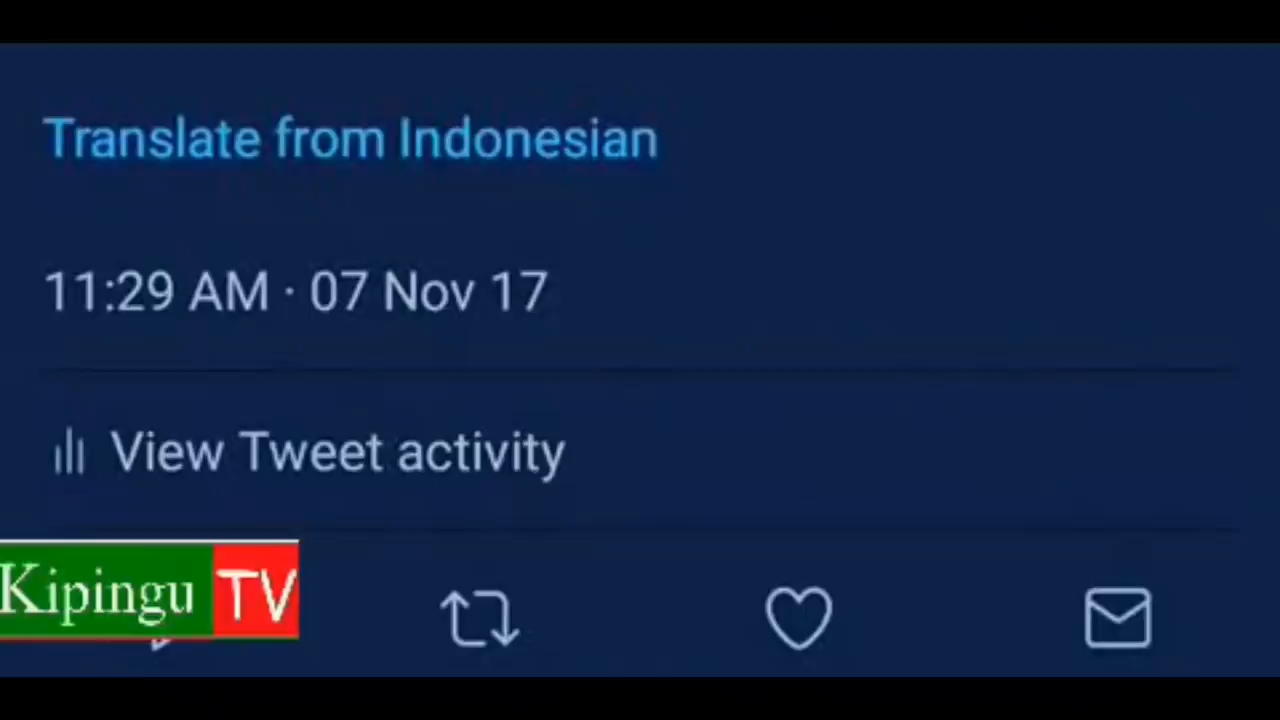 Translate from Indonesian
11:29 AM · 07 Nov 17
View Tweet activity
Kipingu TV